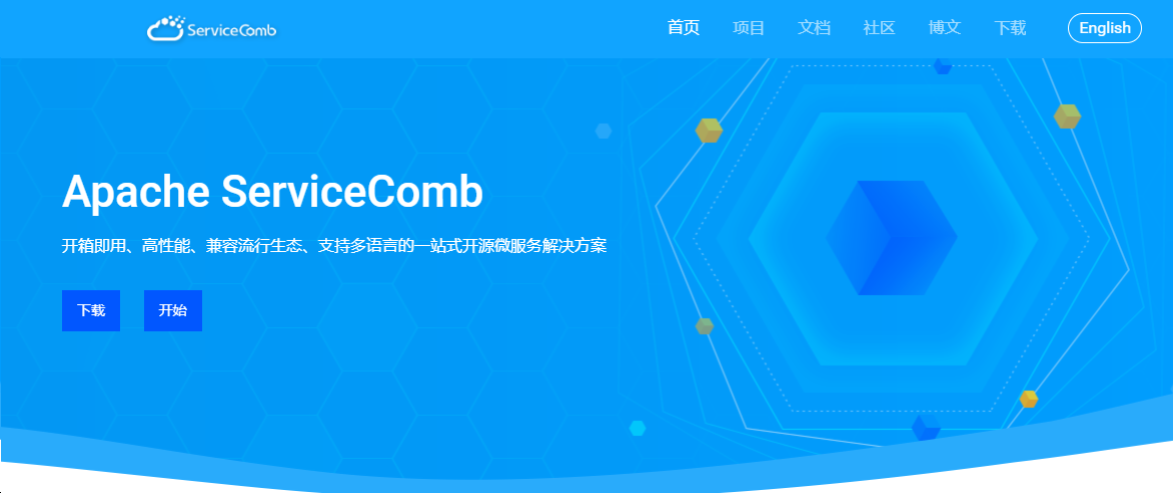 ServiceComb
首页 项目 文档 社区 博文 下载 English
Apache ServiceComb
开箱即用、高性能、兼容流行生态、支持多语言的一站式开源微服务解决方案
下载 开始